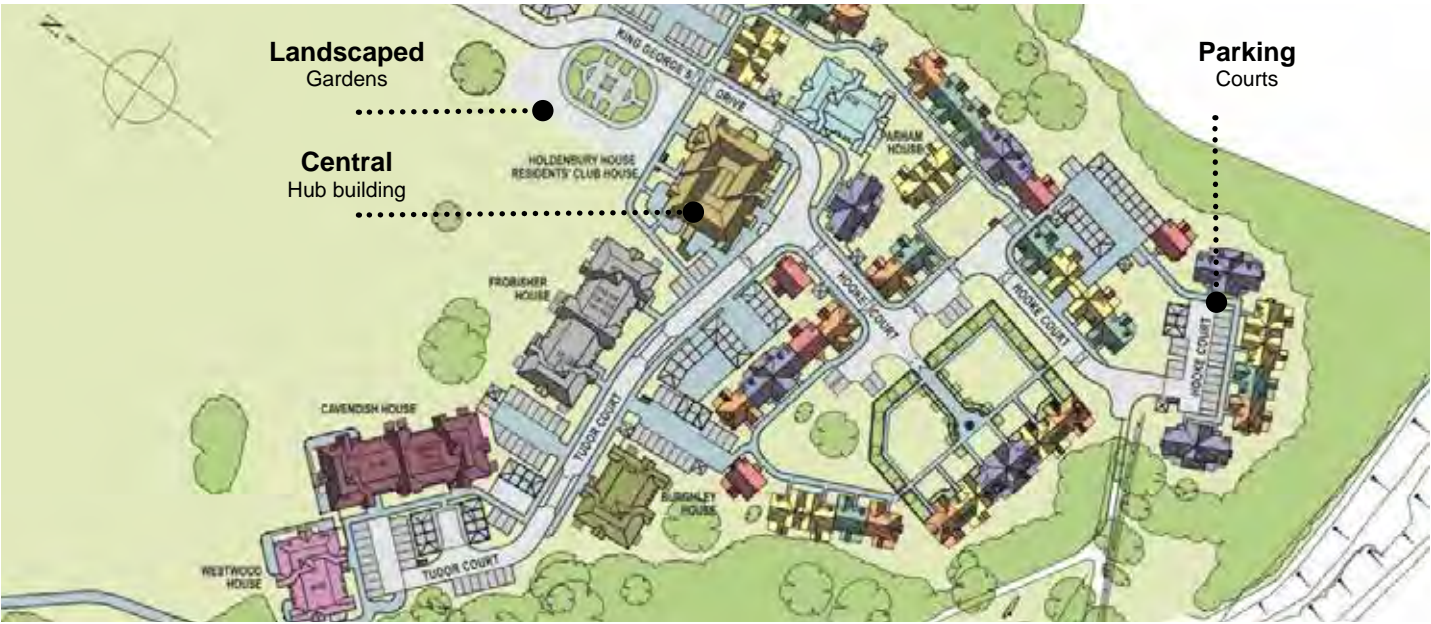 N
Landscaped
Gardens
Parking
Courts
KING GEORGE'S
DRIVE
Central
Hub building
HOLDENBURY HOUSE
RESIDENTS' CLUB HOUSE
PARHAM
HOUSE
FROBISHER
HOUSE
HOOKE COURT
HOOKE COURT
HOOKE COURT
CAVENDISH HOUSE
TUDOR COURT
BURGHLEY
HOUSE
WESTWOOD
HOUSE
TUDOR COURT